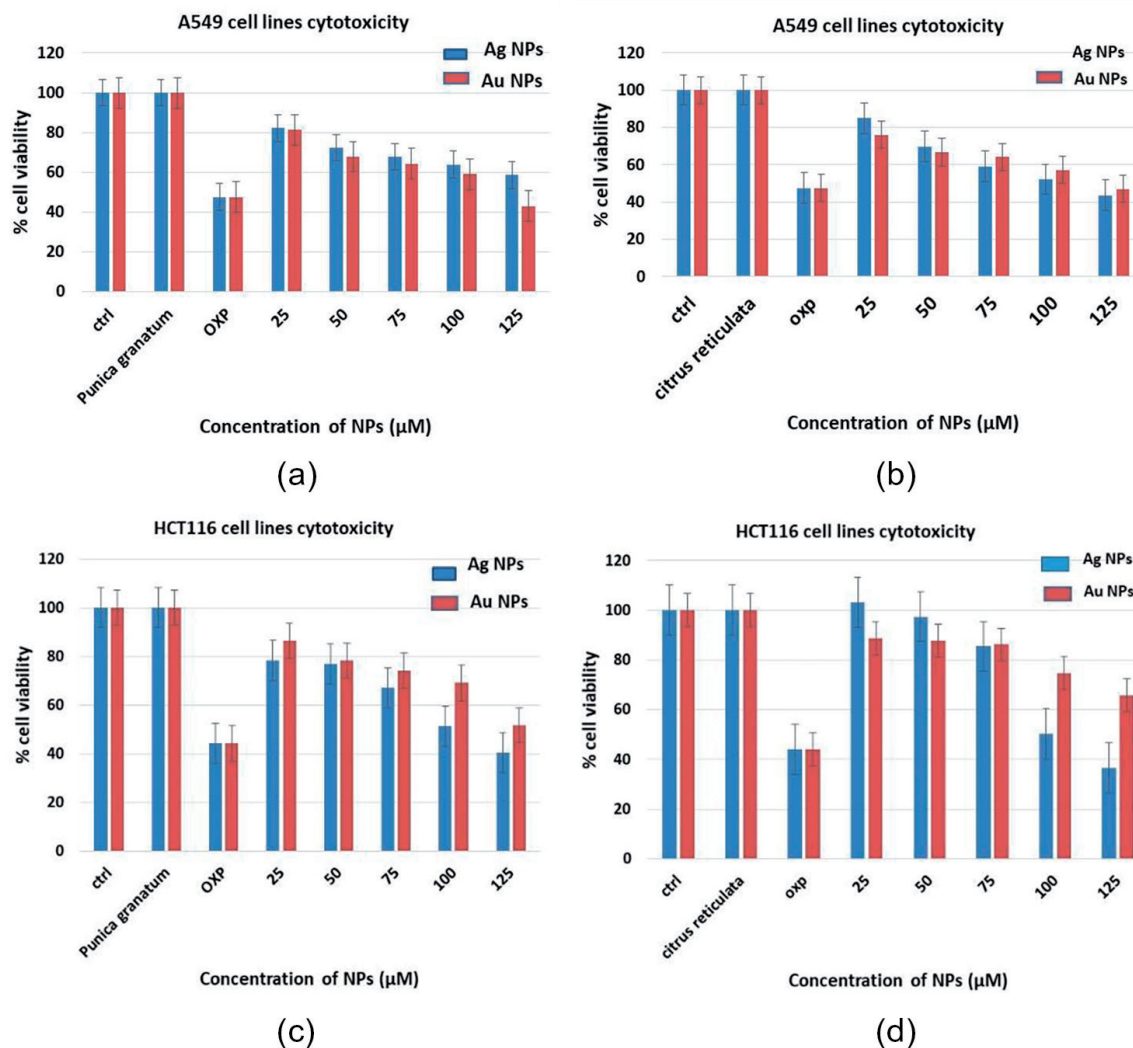 A549 cell lines cytotoxicity
Ag NPs
Au NPs
% cell viability
120
100
80
60
40
20
0
ctrl
Punica granatum
OXP
25
50
75
100
125
Concentration of NPs (μM)
(a)
A549 cell lines cytotoxicity
Ag NPs
Au NPs
% cell viability
120
100
80
60
40
20
0
ctrl
citrus reticulata
oxp
25
50
75
100
125
Concentration of NPs (μM)
(b)
HCT116 cell lines cytotoxicity
Ag NPs
Au NPs
% cell viability
120
100
80
60
40
20
0
ctrl
Punica granatum
OXP
25
50
75
100
125
Concentration of NPs (μM)
(c)
HCT116 cell lines cytotoxicity
Ag NPs
Au NPs
% cell viability
120
100
80
60
40
20
0
ctrl
citrus reticulata
oxp
25
50
75
100
125
Concentration of NPs (μM)
(d)